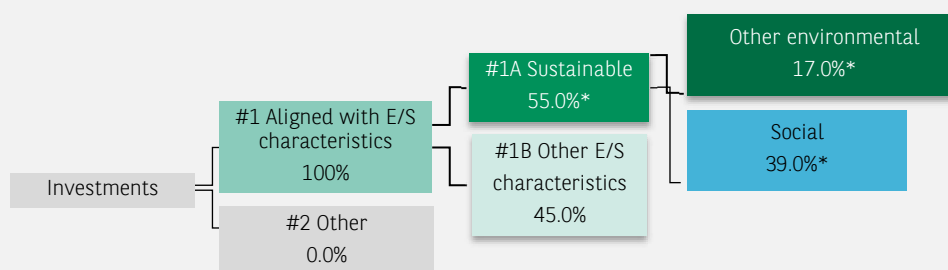 Investments
#1 Aligned with E/S
characteristics
100%
#2 Other
0.0%
#1A Sustainable
55.0%*
#1B Other E/S
characteristics
45.0%
Other environmental
17.0%*
Social
39.0%*